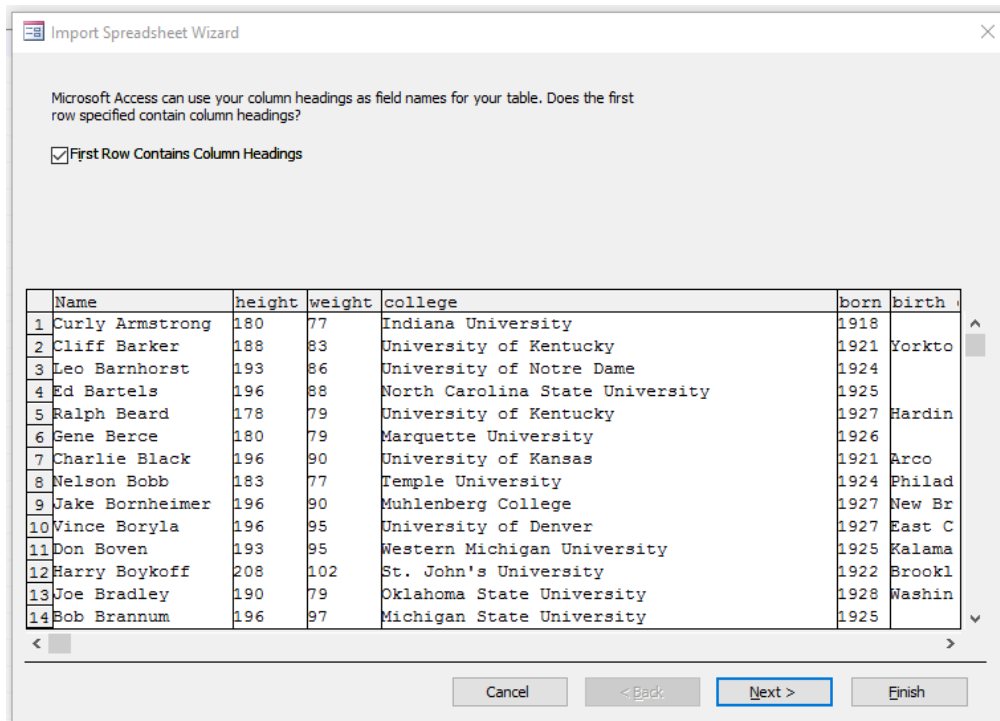 Import Spreadsheet Wizard
Microsoft Access can use your column headings as field names for your table. Does the first
row specified contain column headings?
First Row Contains Column Headings
Name height weight college born birth
1 Curly Armstrong 180 77 Indiana University 1918
2 Cliff Barker 188 83 University of Kentucky 1921 Yorkto
3 Leo Barnhorst 193 86 University of Notre Dame 1924
4 Ed Bartels 196 88 North Carolina State University 1925
5 Ralph Beard 178 79 University of Kentucky 1927 Hardin
6 Gene Berce 180 79 Marquette University 1926
7 Charlie Black 196 90 University of Kansas 1921 Arco
8 Nelson Bobb 183 77 Temple University 1924 Philad
9 Jake Bornheimer 196 90 Muhlenberg College 1927 New Br
10 Vince Boryla 196 95 University of Denver 1927 East C
11 Don Boven 193 95 Western Michigan University 1925 Kalama
12 Harry Boykoff 208 102 St. John's University 1922 Brookl
13 Joe Bradley 190 79 Oklahoma State University 1928 Washin
14 Bob Brannum 196 97 Michigan State University 1925
Cancel < Back Next > Finish